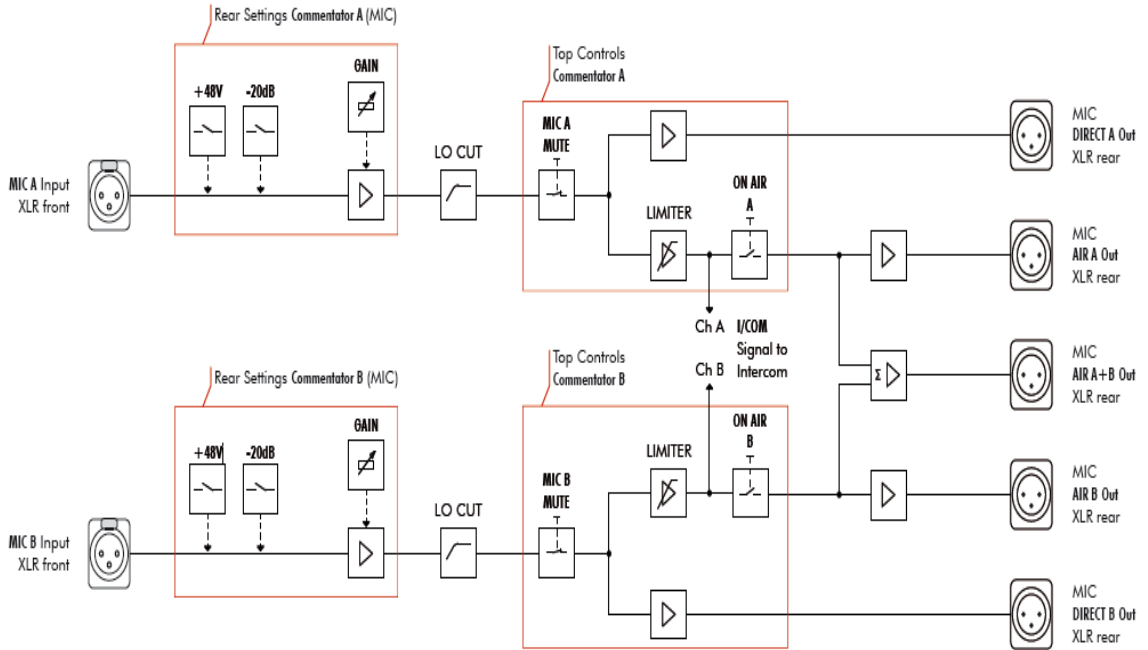 Rear Settings Commentator A (MIC)
+48V
-20dB
GAIN
MIC A Input
XLR front
LO CUT
Top Controls
Commentator A
MIC A
MUTE
LIMITER
ON AIR
A
MIC
DIRECT A Out
XLR rear
MIC
AIR A Out
XLR rear
Ch A
I/COM
Signal to
Intercom
Ch B
Σ
MIC
AIR A+B Out
XLR rear
Rear Settings Commentator B (MIC)
+48V
-20dB
GAIN
MIC B Input
XLR front
LO CUT
Top Controls
Commentator B
MIC B
MUTE
LIMITER
ON AIR
B
MIC
AIR B Out
XLR rear
MIC
DIRECT B Out
XLR rear